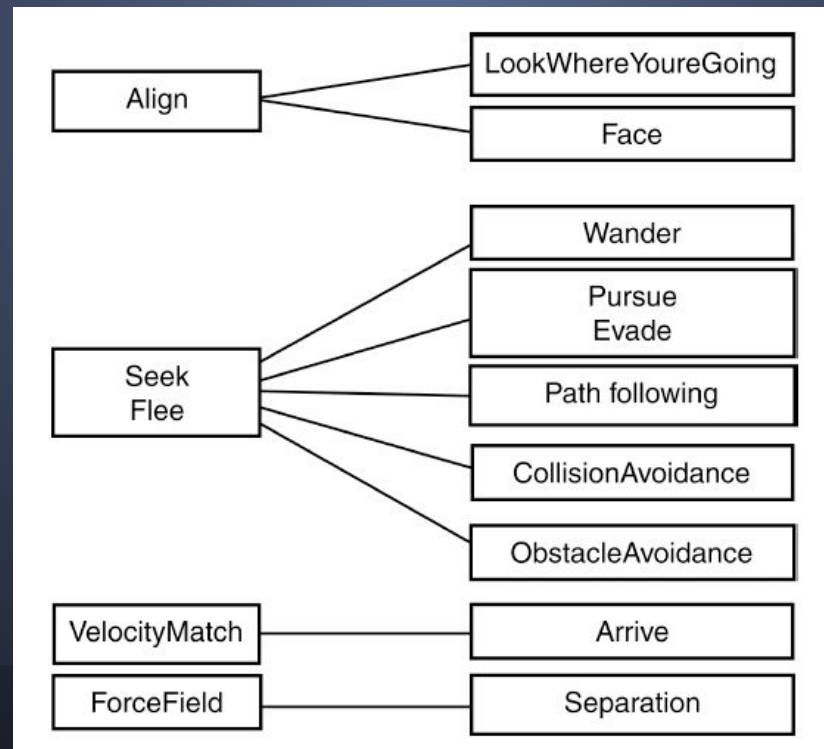 Align
LookWhereYoureGoing
Face
Seek
Flee
Wander
Pursue
Evade
Path following
CollisionAvoidance
ObstacleAvoidance
VelocityMatch
Arrive
ForceField
Separation